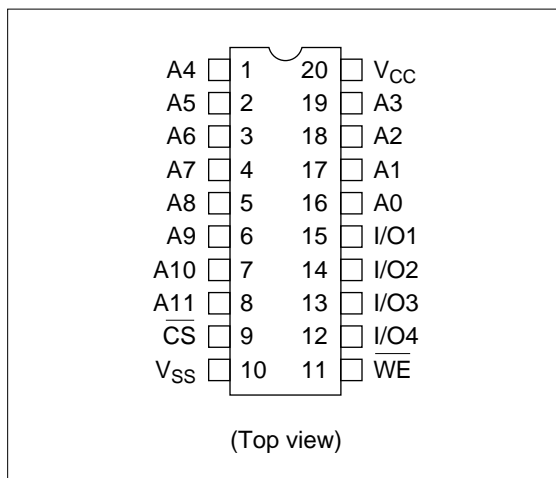 A4 1 20 VCC
A5 2 19 A3
A6 3 18 A2
A7 4 17 A1
A8 5 16 A0
A9 6 15 I/O1
A10 7 14 I/O2
A11 8 13 I/O3
C̅S̅ 9 12 I/O4
VSS 10 11 W̅E̅
(Top view)